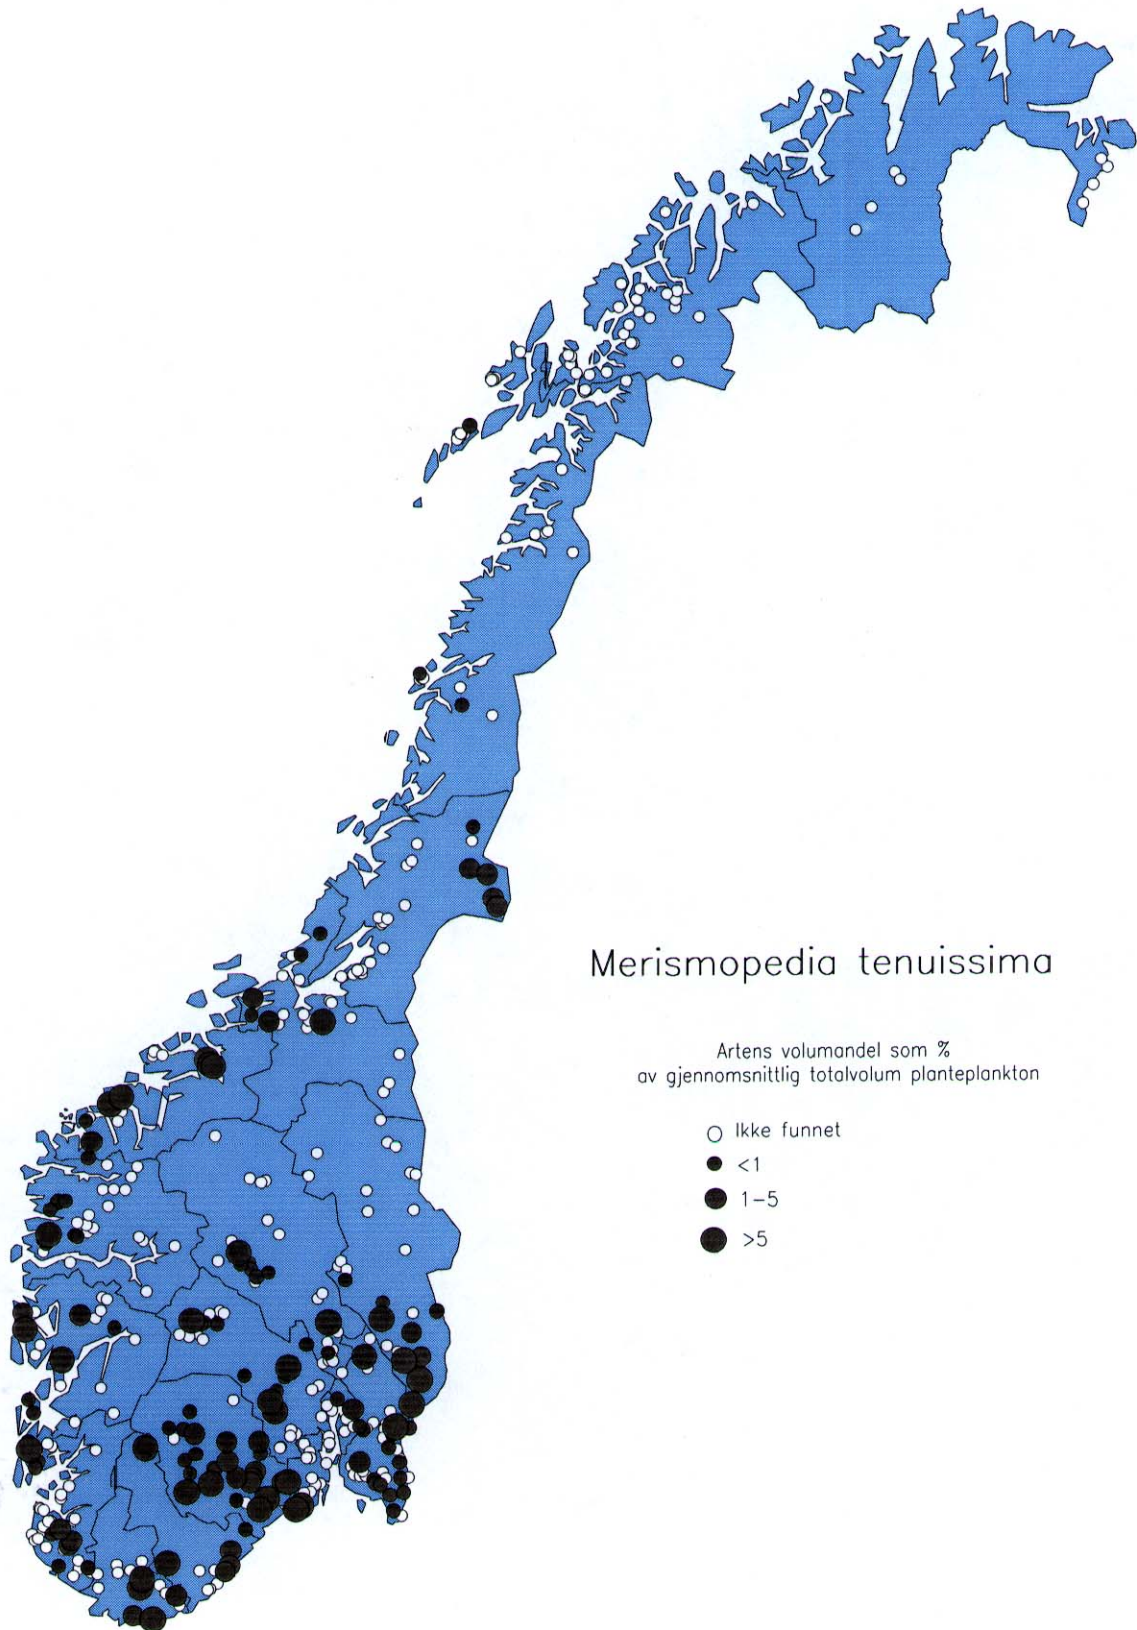 Merismopedia tenuissima
Artens volumandel som %
av gjennomsnittlig totalvolum planteplankton
Ikke funnet
<1
1–5
>5